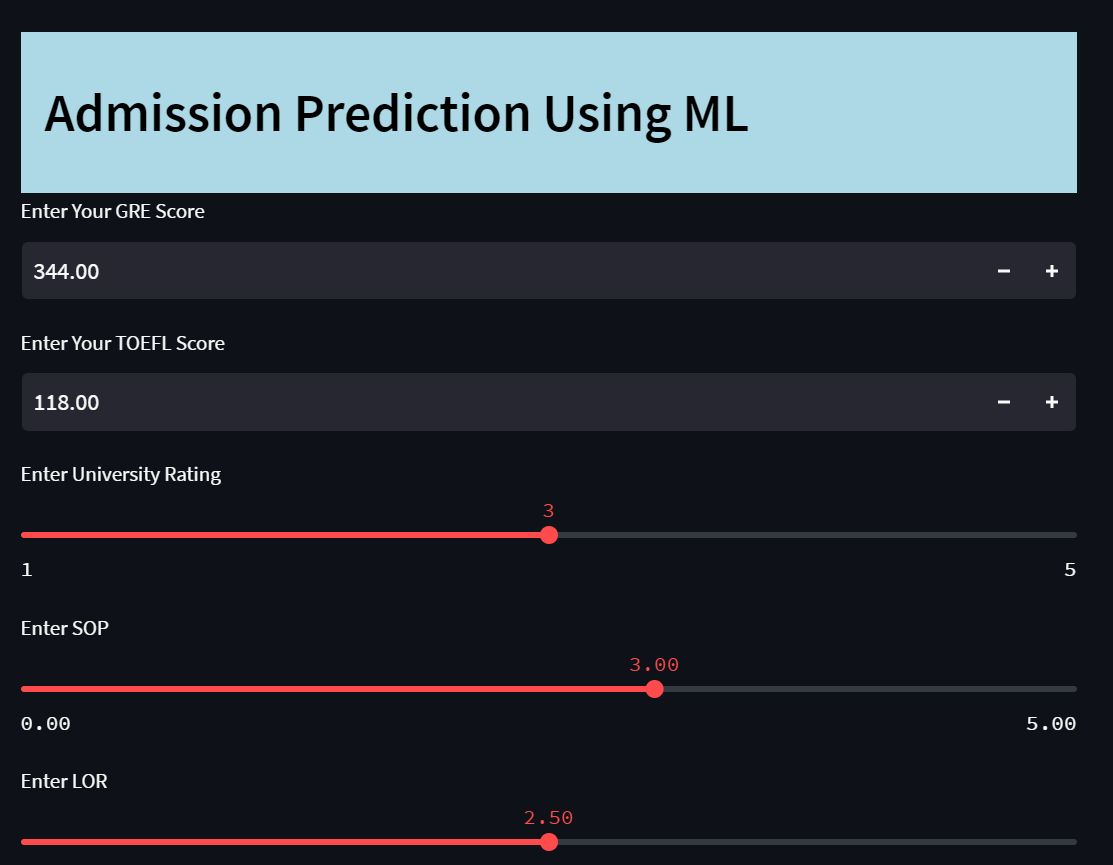 Admission Prediction Using ML
Enter Your GRE Score
344.00
Enter Your TOEFL Score
118.00
Enter University Rating
3
1 5
Enter SOP
3.00
0.00 5.00
Enter LOR
2.50